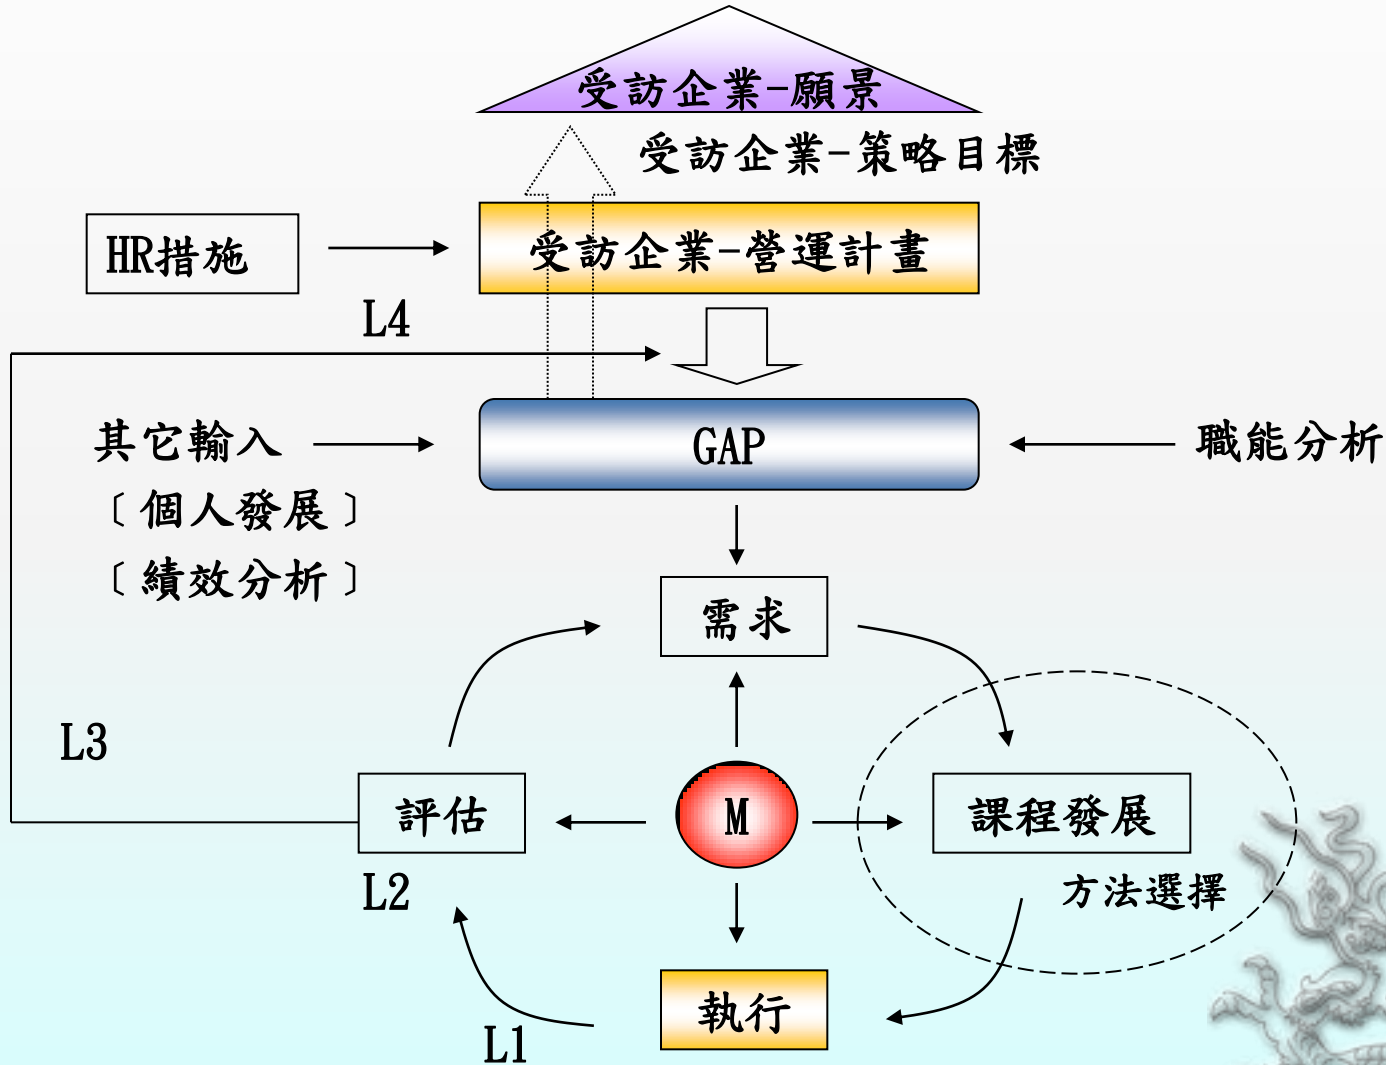 受訪企業-願景
受訪企業-策略目標
HR措施
受訪企業-營運計畫
L4
其它輸入
GAP
職能分析
〔個人發展〕
〔績效分析〕
需求
L3
評估
M
課程發展
L2
方法選擇
執行
L1